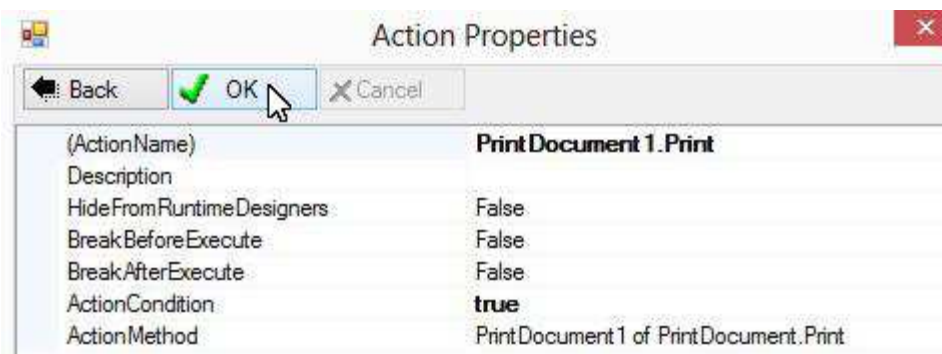 Action Properties
Back OK Cancel
(ActionName) PrintDocument1.Print
Description
HideFromRuntimeDesigners False
BreakBeforeExecute False
BreakAfterExecute False
ActionCondition true
ActionMethod PrintDocument1 of PrintDocument.Print